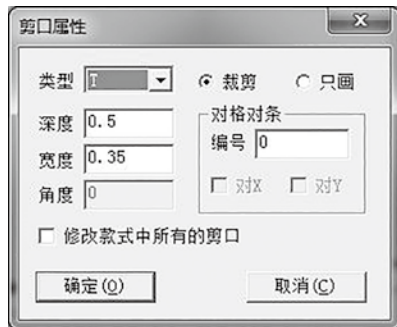 剪口属性
类型 I 裁剪 只画
深度 0.5 对格对条
宽度 0.35 编号 0
角度 0 对X 对Y
修改款式中所有的剪口
确定(O) 取消(C)